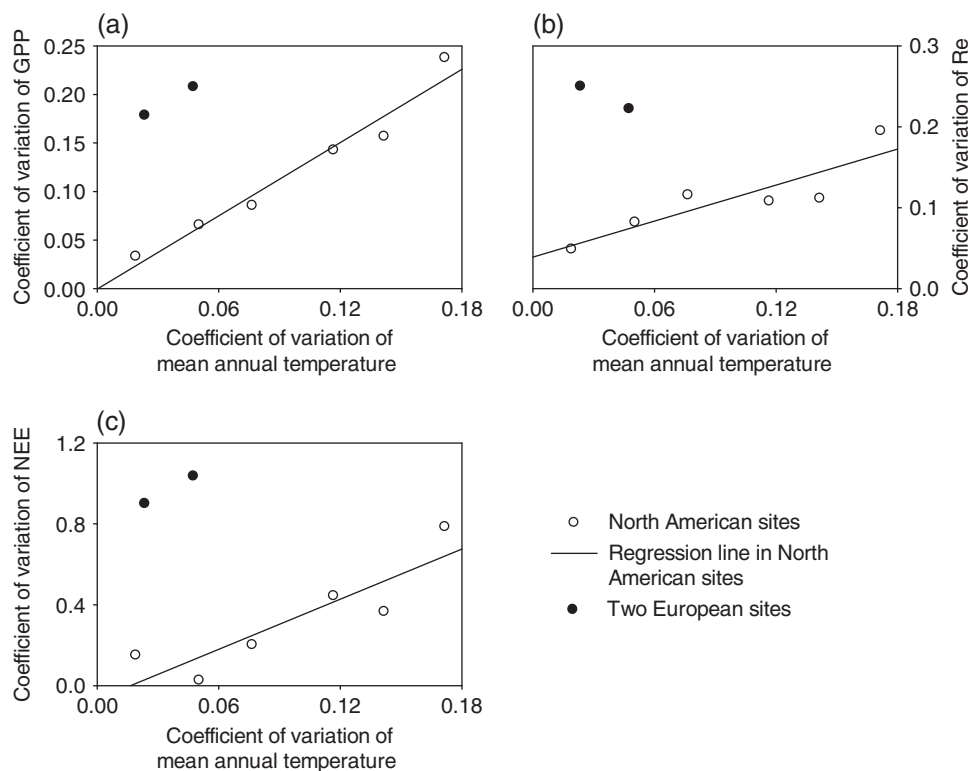 (a)
Coefficient of variation of GPP
0.25
0.20
0.15
0.10
0.05
0.00
0.00 0.06 0.12 0.18
Coefficient of variation of
mean annual temperature
(b)
0.3
0.2
0.1
0.0
Coefficient of variation of Re
0.00 0.06 0.12 0.18
Coefficient of variation of
mean annual temperature
(c)
Coefficient of variation of NEE
1.2
0.8
0.4
0.0
0.00 0.06 0.12 0.18
Coefficient of variation of
mean annual temperature
North American sites
Regression line in North
American sites
Two European sites